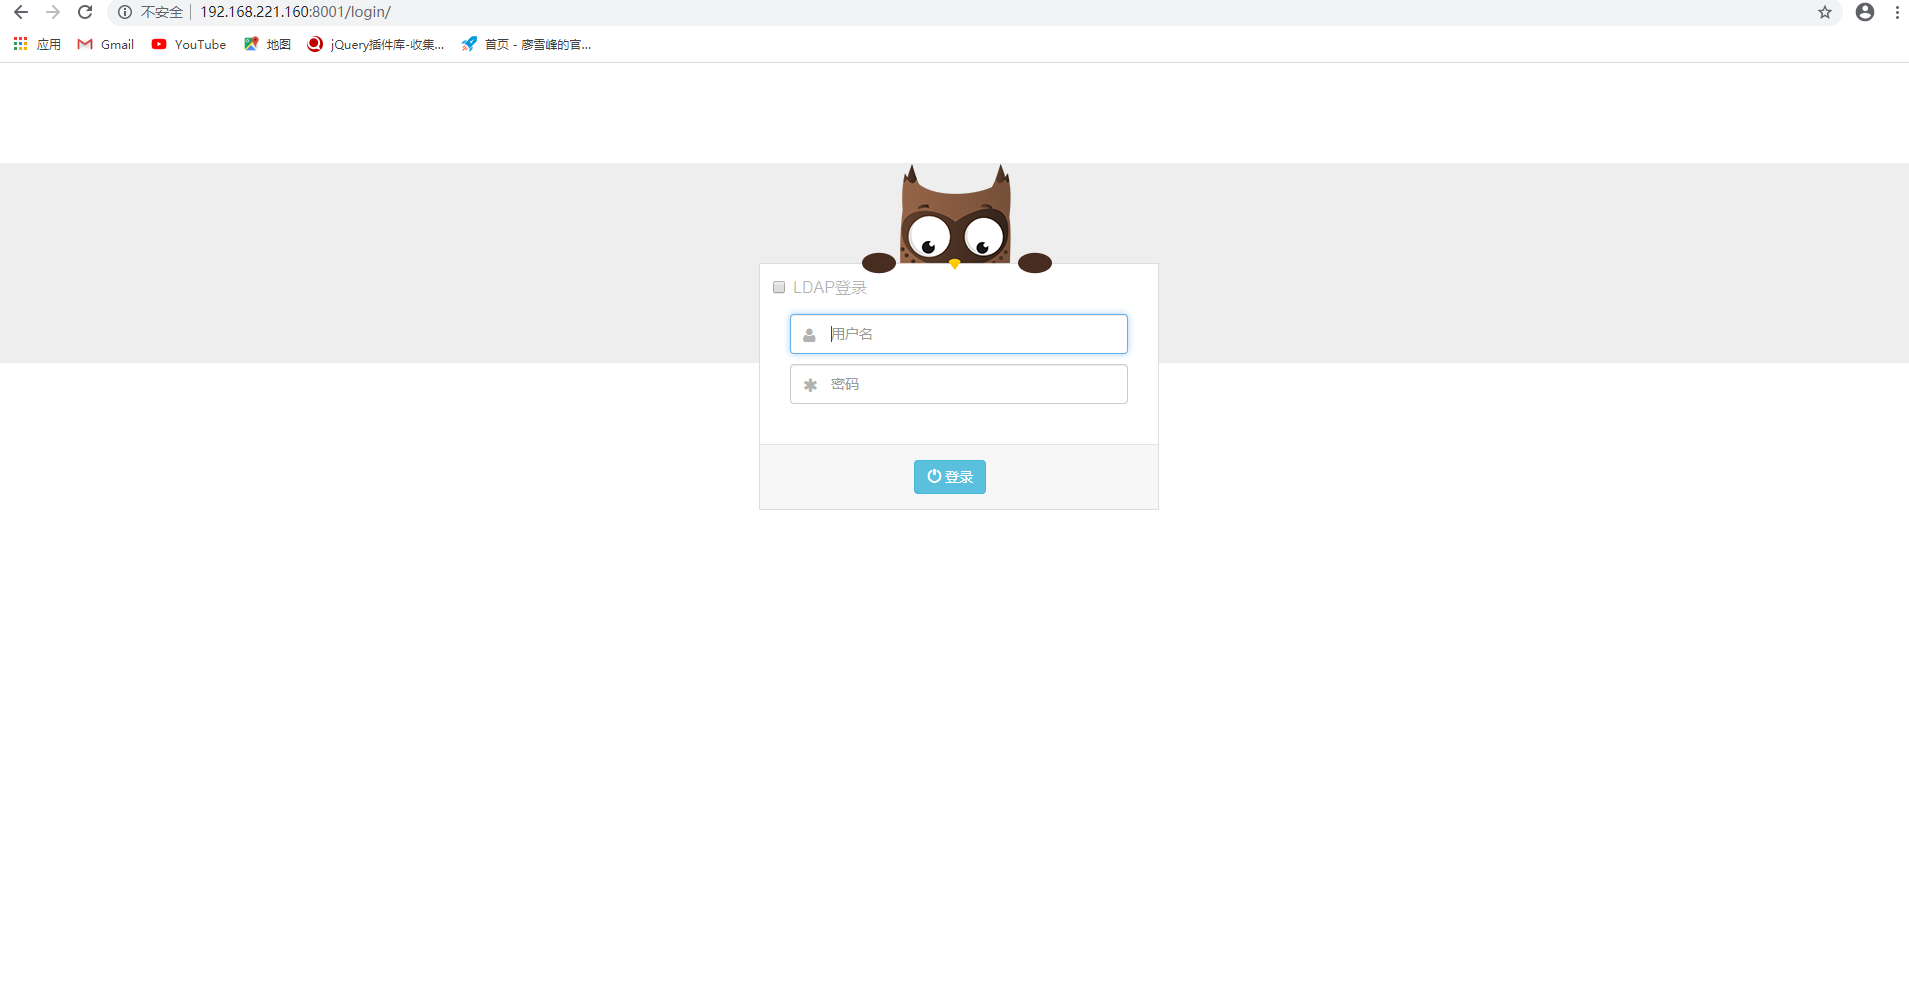 不安全 192.168.221.160:8001/login/
应用 Gmail YouTube 地图 jQuery插件库-收集... 首页 - 廖雪峰的官...
LDAP登录
用户名
密码
登录